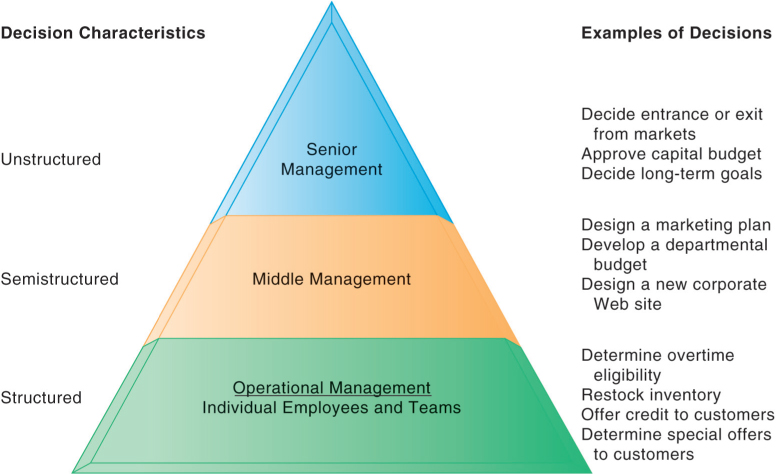 Decision Characteristics
Examples of Decisions
Unstructured
Senior
Management
Decide entrance or exit
from markets
Approve capital budget
Decide long-term goals
Semistructured
Middle Management
Design a marketing plan
Develop a departmental
budget
Design a new corporate
Web site
Structured
Operational Management
Individual Employees and Teams
Determine overtime
eligibility
Restock inventory
Offer credit to customers
Determine special offers
to customers